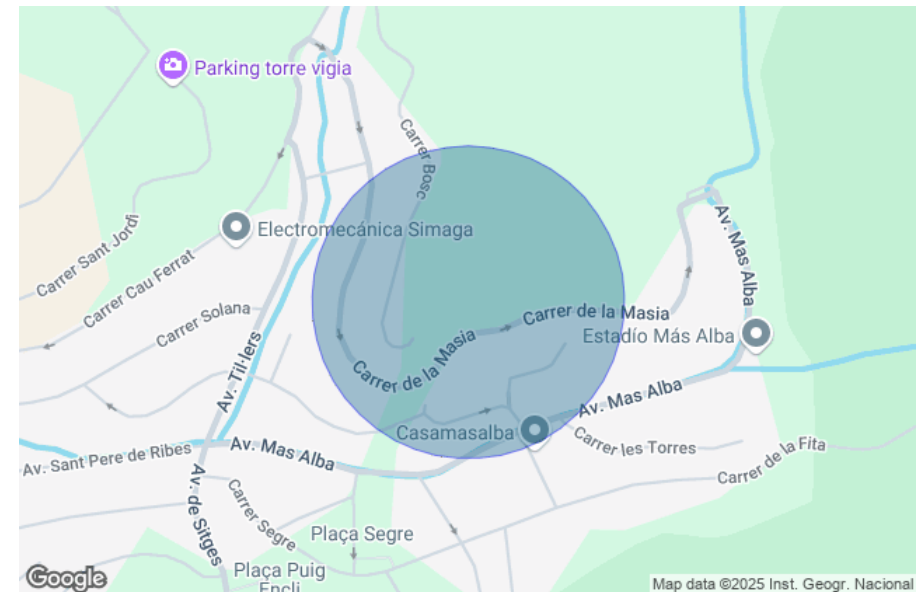 Parking torre vigia
Carrer Bosc
Electromecánica Simaga
Carrer Sant Jordi
Carrer Cau Ferrat
Carrer Solana
Av. Mas Alba
Carrer de la Masia
Estadío Más Alba
Av. Til·lers
Carrer de la Masia
Av. Mas Alba
Casamasalba
Carrer les Torres
Av. Sant Pere de Ribes
Av. Mas Alba
Carrer de la Fita
Av. de Sitges
Carrer Segre
Plaça Segre
Plaça Puig
Encli
Google
Map data ©2025 Inst. Geogr. Nacional